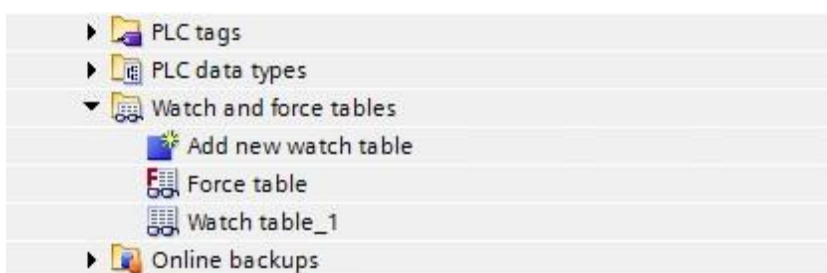 PLC tags
PLC data types
Watch and force tables
Add new watch table
Force table
Watch table_1
Online backups